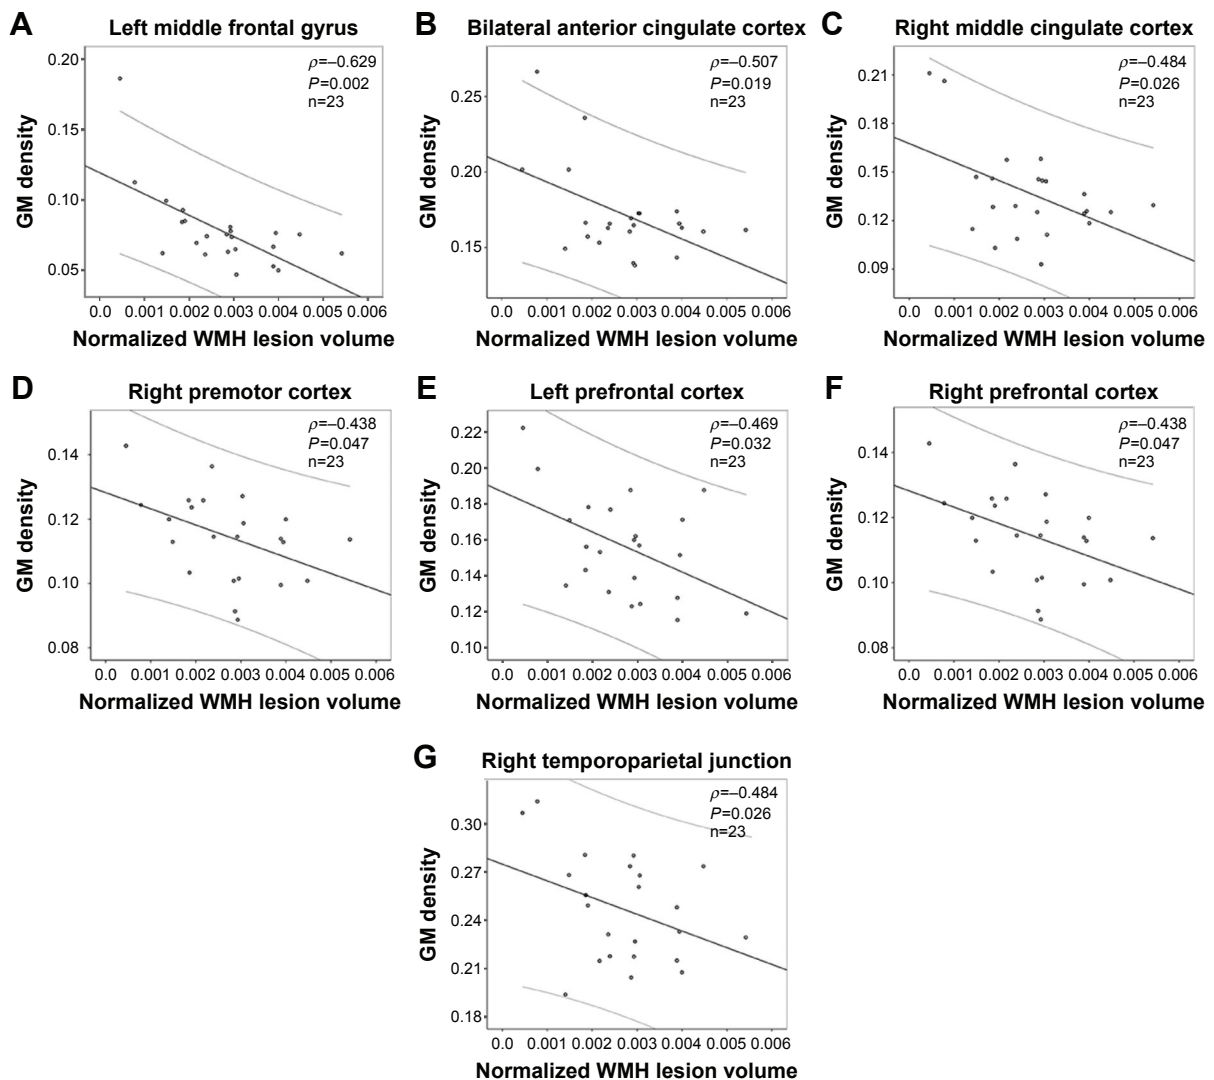 A Left middle frontal gyrus
ρ=–0.629
P=0.002
n=23
0.20
0.15
0.10
0.05
GM density
0.0 0.001 0.002 0.003 0.004 0.005 0.006
Normalized WMH lesion volume
B Bilateral anterior cingulate cortex
ρ=–0.507
P=0.019
n=23
0.25
0.20
0.15
GM density
0.0 0.001 0.002 0.003 0.004 0.005 0.006
Normalized WMH lesion volume
C Right middle cingulate cortex
ρ=–0.484
P=0.026
n=23
0.21
0.18
0.15
0.12
0.09
GM density
0.0 0.001 0.002 0.003 0.004 0.005 0.006
Normalized WMH lesion volume
D Right premotor cortex
ρ=–0.438
P=0.047
n=23
0.14
0.12
0.10
0.08
GM density
0.0 0.001 0.002 0.003 0.004 0.005 0.006
Normalized WMH lesion volume
E Left prefrontal cortex
ρ=–0.469
P=0.032
n=23
0.22
0.20
0.18
0.16
0.14
0.12
0.10
GM density
0.0 0.001 0.002 0.003 0.004 0.005 0.006
Normalized WMH lesion volume
F Right prefrontal cortex
ρ=–0.438
P=0.047
n=23
0.14
0.12
0.10
0.08
GM density
0.0 0.001 0.002 0.003 0.004 0.005 0.006
Normalized WMH lesion volume
G Right temporoparietal junction
ρ=–0.484
P=0.026
n=23
0.30
0.27
0.24
0.21
0.18
GM density
0.0 0.001 0.002 0.003 0.004 0.005 0.006
Normalized WMH lesion volume